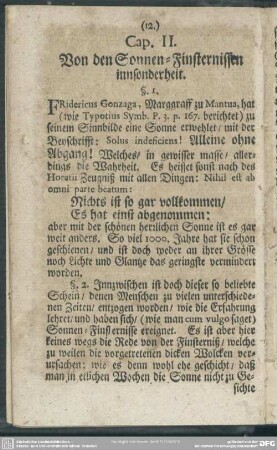 (12.)
Cap. II.
Von den Sonnen-Finsternissen
innsonderheit.
§. 1.
FRidericus Gonzaga, Marggraff zu Mantua, hat
(wie Typotius Symb. P. 3. p. 167. berichtet) zu
seinem Sinnbilde eine Sonne erwehlet / mit der
Beyschrifft: Solus indeficiens! Alleine ohne
Abgang! Welches / in gewisser masse / aller-
dings die Wahrheit. Es heisset sonst nach des
Horatii Zeugniß mit allen Dingen: Nihil est ab
omni parte beatum:
Nichts ist so gar vollkommen /
Es hat einst abgenommen:
aber mit der schönen herrlichen Sonne ist es gar
weit anders. So viel 1000. Jahre hat sie schon
geschienen / und ist doch weder an ihrer Grösse
noch Lichte und Glantze das geringste vermindert
worden.
§. 2. Innzwischen ist doch dieser so beliebte
Schein / denen Menschen zu vielen unterschiede-
nen Zeiten / entzogen worden / wie die Erfahrung
lehret / und haben sich / (wie man cum vulgo saget)
Sonnen-Finsternisse ereignet. Es ist aber hier
keines wegs die Rede von der Finsterniß / welche
zu weilen die vorgetretenen dicken Wolcken ver-
ursachen; wie es denn wohl ehe geschicht / daß
man in etlichen Wochen die Sonne nicht zu Ge-
sichte